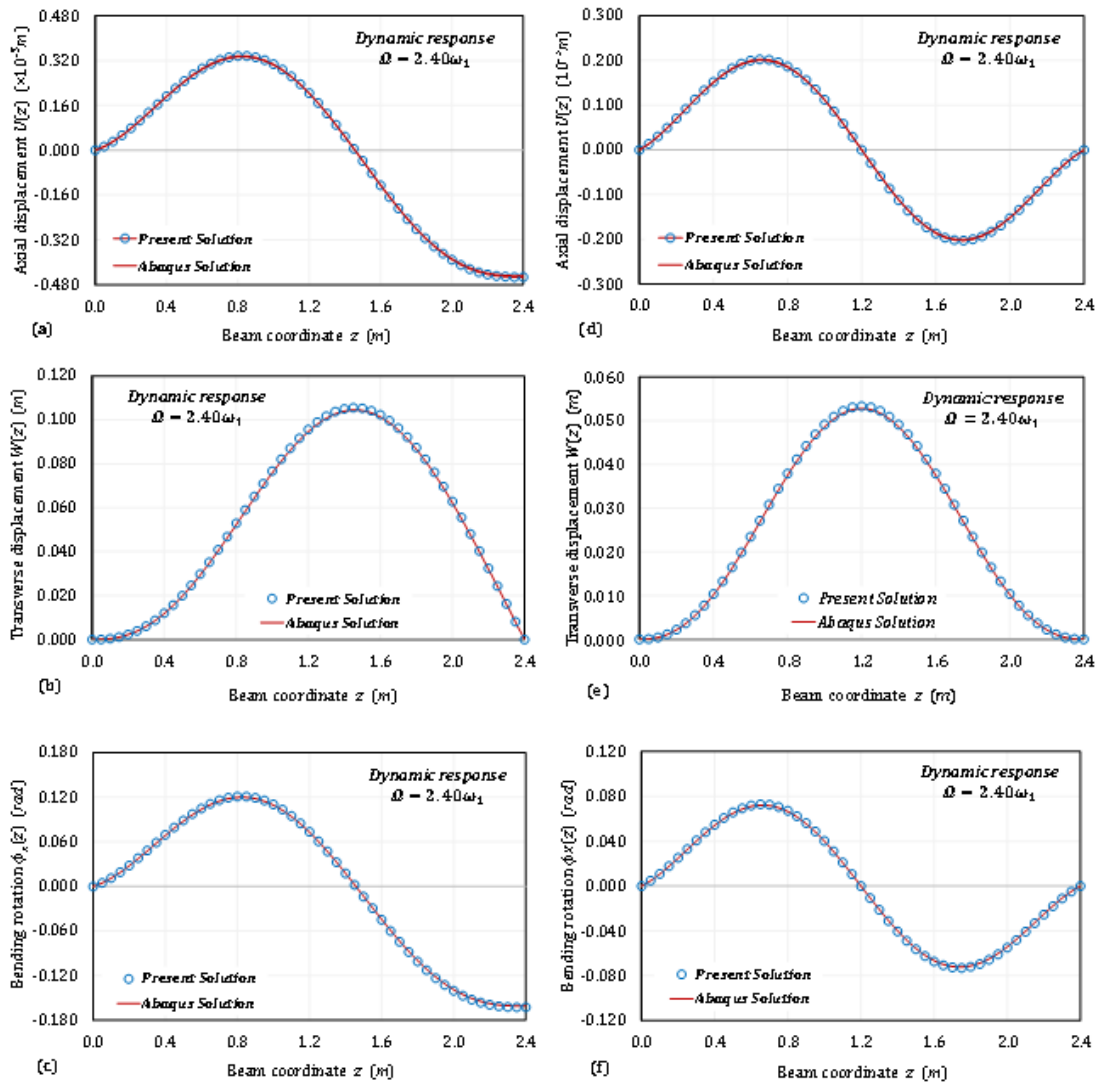 Axial displacement U(z) (×10⁻⁵m)
0.480
0.320
0.160
0.000
-0.160
-0.320
-0.480
Dynamic response
Ω = 2.40ω₁
Present Solution
Abaqus Solution
0.0 0.4 0.8 1.2 1.6 2.0 2.4
(a)
Beam coordinate z (m)
Axial displacement U(z) (10⁻⁵m)
0.300
0.200
0.100
0.000
-0.100
-0.200
-0.300
Dynamic response
Ω = 2.40ω₁
Present Solution
Abaqus Solution
0.0 0.4 0.8 1.2 1.6 2.0 2.4
(d)
Beam coordinate z (m)
Transverse displacement W(z) (m)
0.120
0.100
0.080
0.060
0.040
0.020
0.000
Dynamic response
Ω = 2.40ω₁
Present Solution
Abaqus Solution
0.0 0.4 0.8 1.2 1.6 2.0 2.4
(b)
Beam coordinate z (m)
Transverse displacement W(z) (m)
0.060
0.050
0.040
0.030
0.020
0.010
0.000
Dynamic response
Ω = 2.40ω₁
Present Solution
Abaqus Solution
0.0 0.4 0.8 1.2 1.6 2.0 2.4
(e)
Beam coordinate z (m)
Bending rotation ϕₓ(z) (rad)
0.180
0.120
0.060
0.000
-0.060
-0.120
-0.180
Dynamic response
Ω = 2.40ω₁
Present Solution
Abaqus Solution
0.0 0.4 0.8 1.2 1.6 2.0 2.4
(c)
Beam coordinate z (m)
Bending rotation ϕx(z) (rad)
0.120
0.080
0.040
0.000
-0.040
-0.080
-0.120
Dynamic response
Ω = 2.40ω₁
Present Solution
Abaqus Solution
0.0 0.4 0.8 1.2 1.6 2.0 2.4
(f)
Beam coordinate z (m)